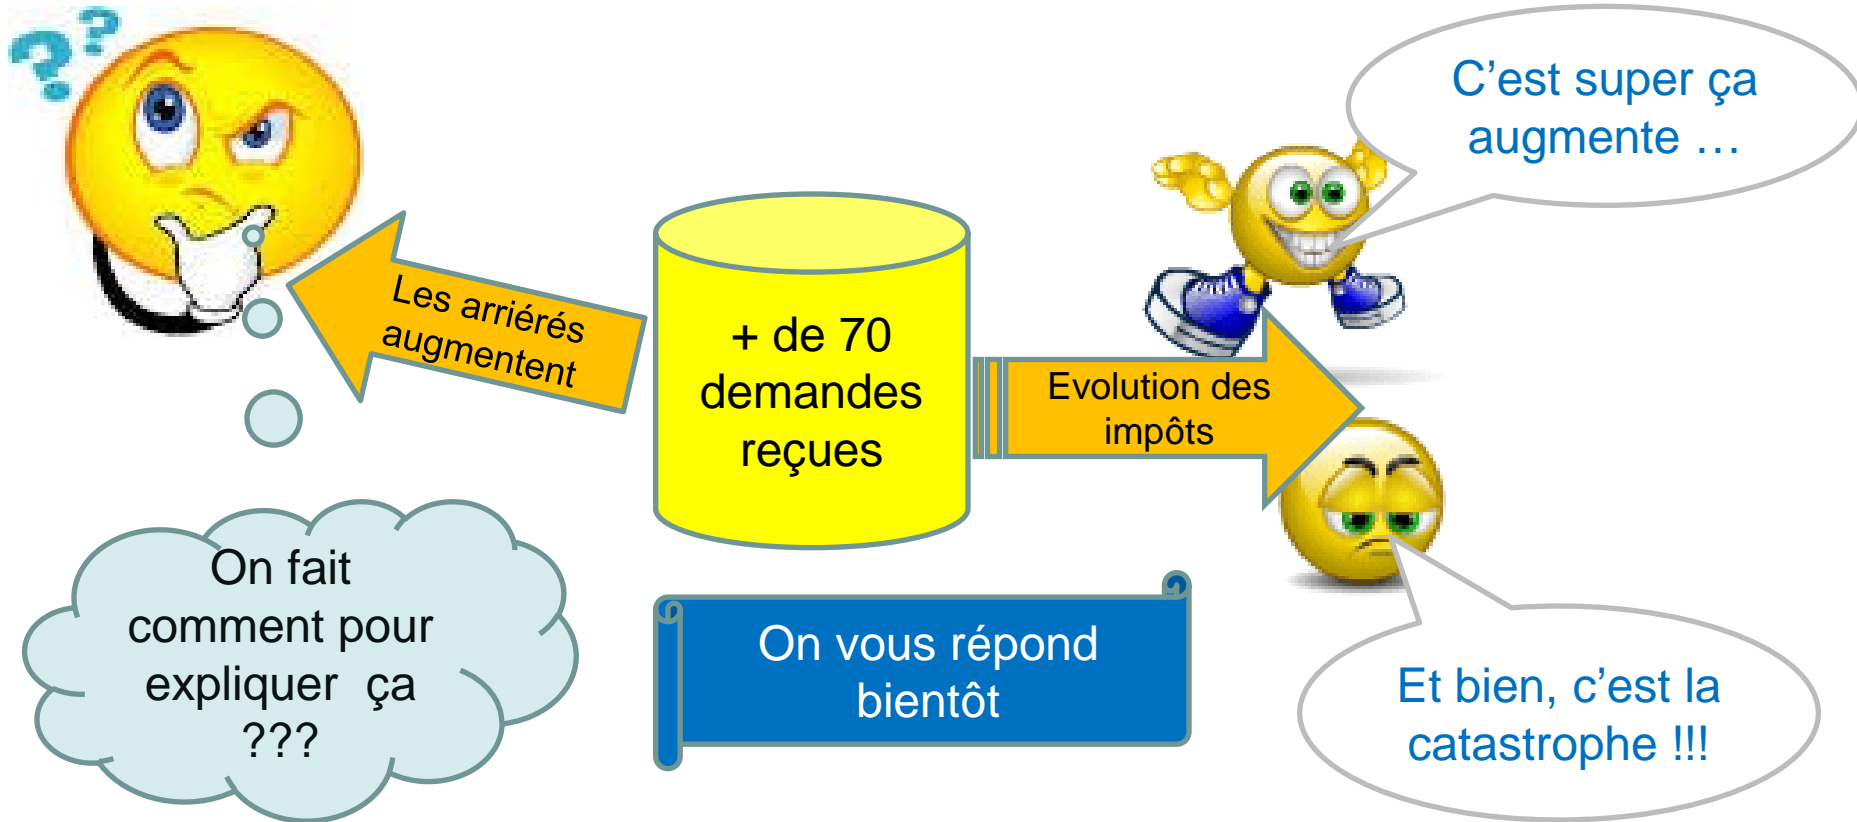 C’est super ça
augmente …
Les arriérés
augmentent
+ de 70
demandes
reçues
Evolution des
impôts
On fait
comment pour
expliquer ça
???
On vous répond
bientôt
Et bien, c’est la
catastrophe !!!
??